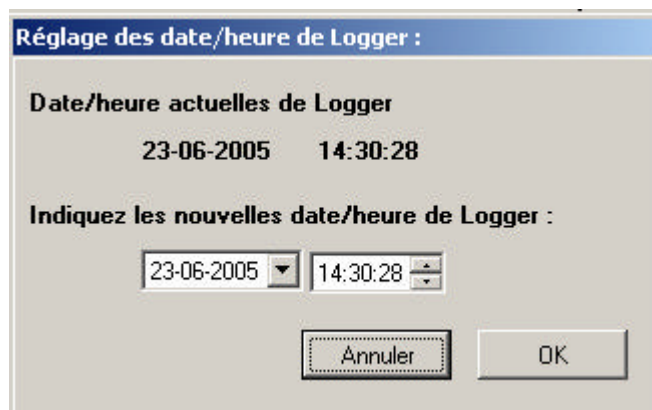 Réglage des date/heure de Logger :
Date/heure actuelles de Logger
23-06-2005 14:30:28
Indiquez les nouvelles date/heure de Logger :
23-06-2005 14:30:28
Annuler OK